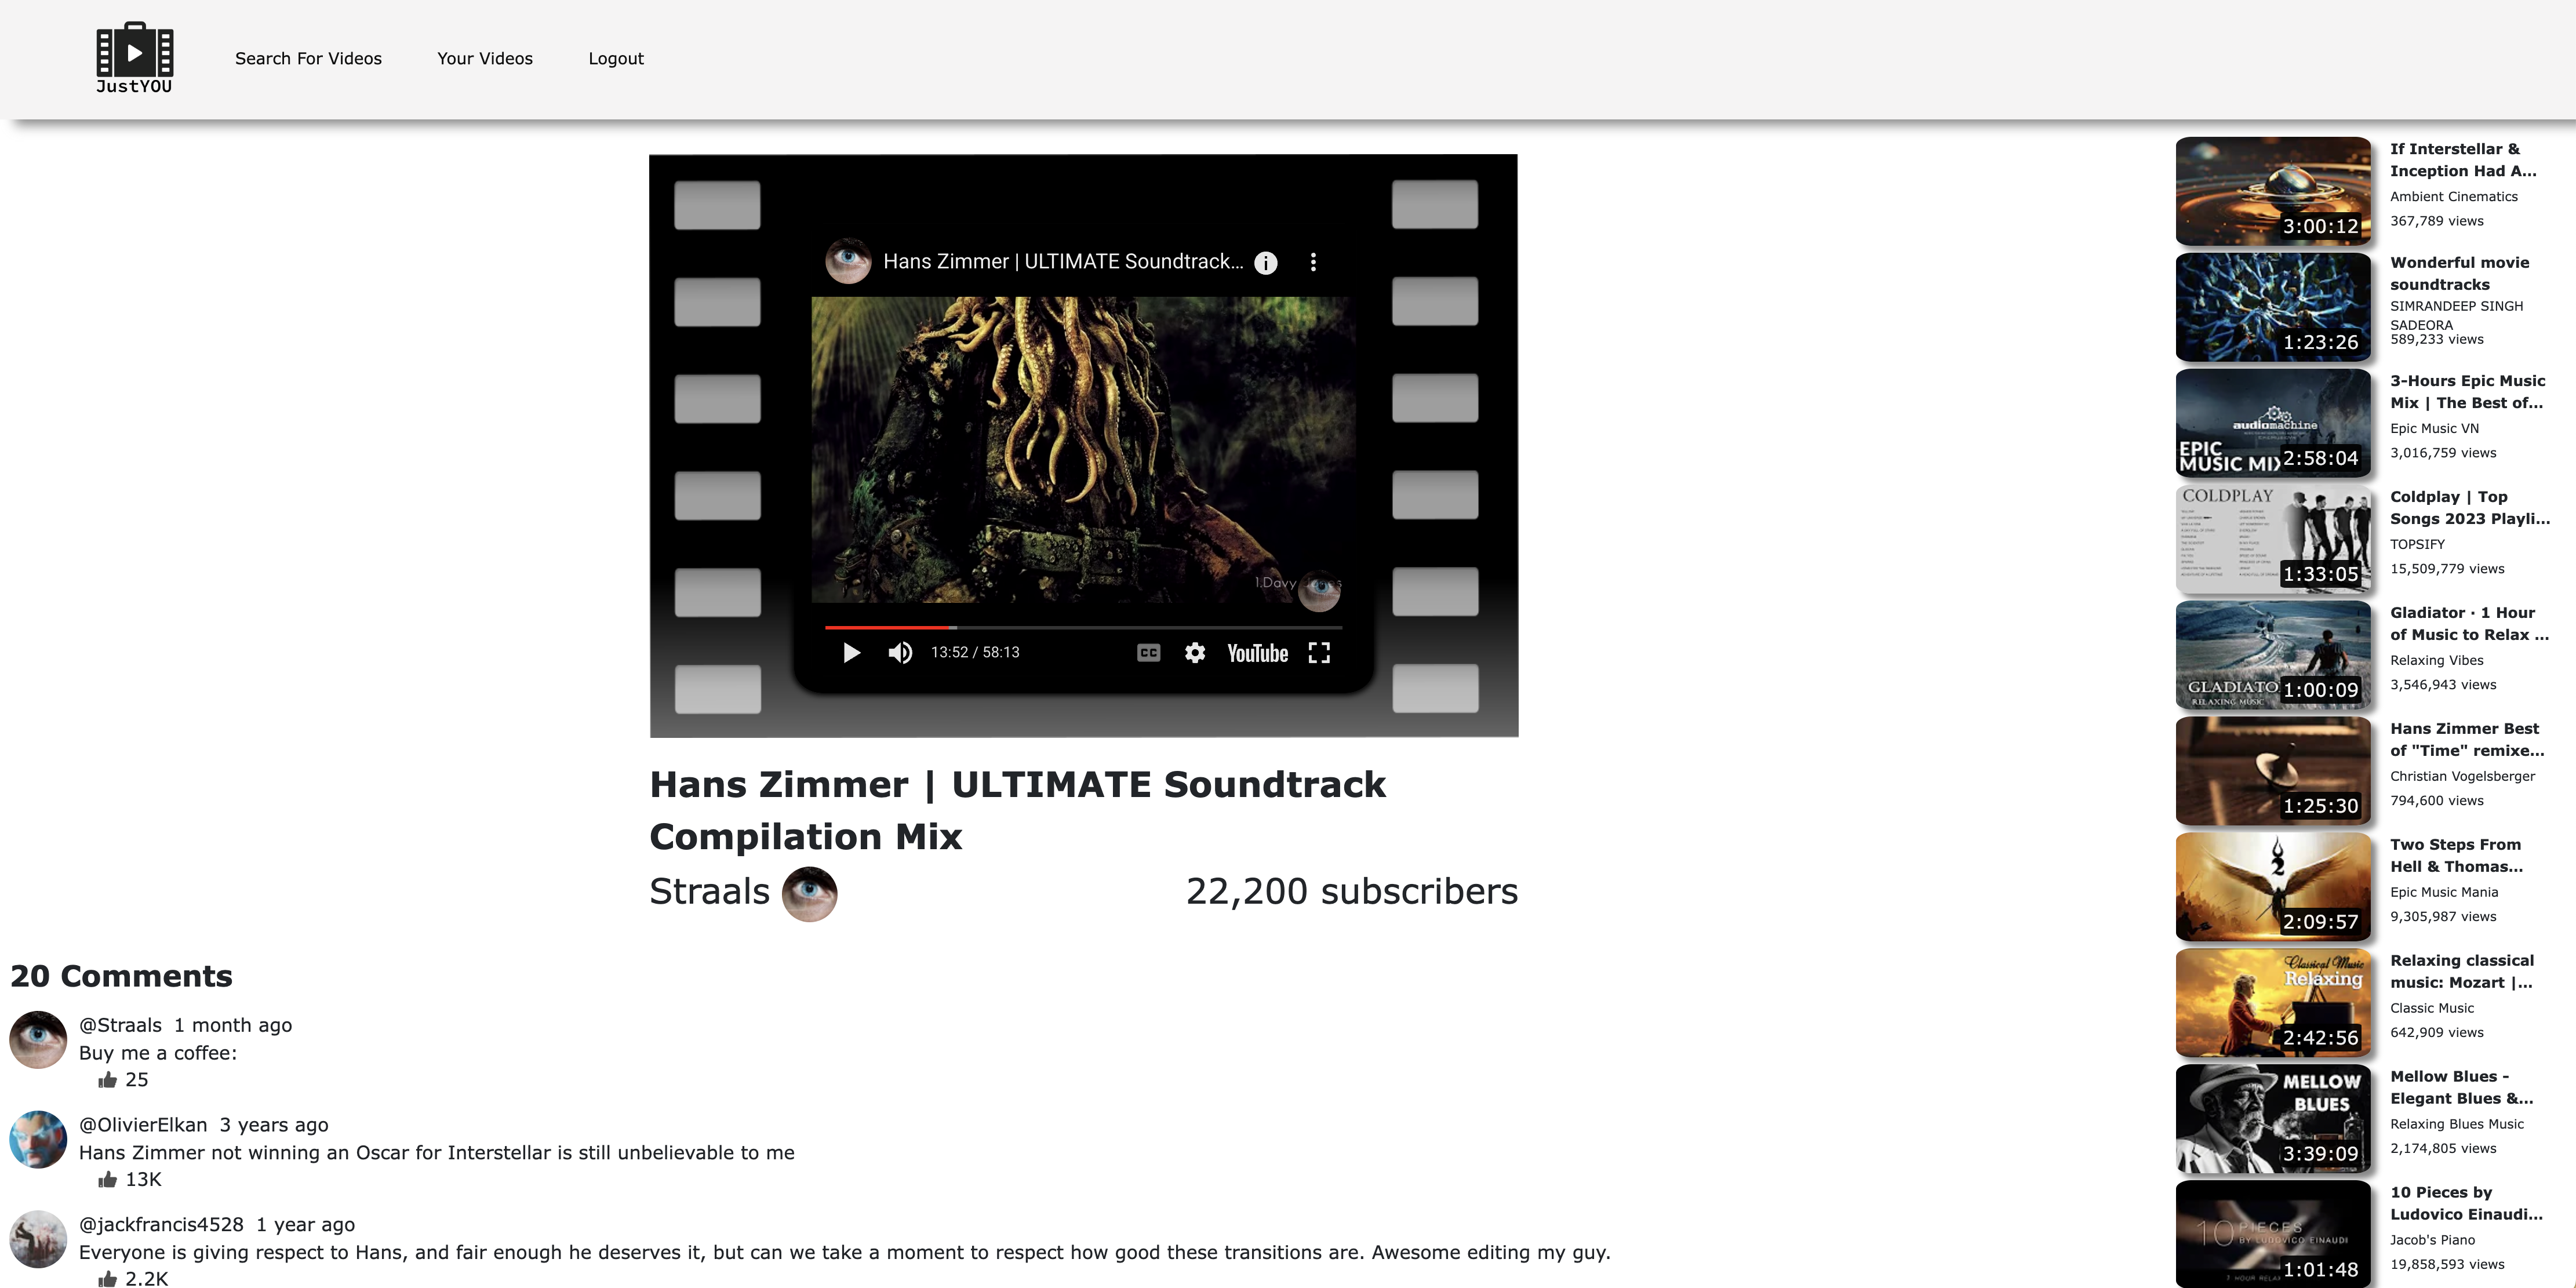 JustYOU
Search For Videos
Your Videos
Logout
Hans Zimmer | ULTIMATE Soundtrack...
1.Davy Jones
13:52 / 58:13
CC
YouTube
Hans Zimmer | ULTIMATE Soundtrack
Compilation Mix
Straals
22,200 subscribers
20 Comments
@Straals 1 month ago
Buy me a coffee:
25
@OlivierElkan 3 years ago
Hans Zimmer not winning an Oscar for Interstellar is still unbelievable to me
13K
@jackfrancis4528 1 year ago
Everyone is giving respect to Hans, and fair enough he deserves it, but can we take a moment to respect how good these transitions are. Awesome editing my guy.
2.2K
3:00:12
If Interstellar &
Inception Had A...
Ambient Cinematics
367,789 views
1:23:26
Wonderful movie
soundtracks
SIMRANDEEP SINGH
SADEORA
589,233 views
audiomachine
EPIC
MUSIC MIX
2:58:04
3-Hours Epic Music
Mix | The Best of...
Epic Music VN
3,016,759 views
COLDPLAY
1:33:05
Coldplay | Top
Songs 2023 Playli...
TOPSIFY
15,509,779 views
GLADIATO
RELAXING MUSIC
1:00:09
Gladiator · 1 Hour
of Music to Relax ...
Relaxing Vibes
3,546,943 views
1:25:30
Hans Zimmer Best
of "Time" remixe...
Christian Vogelsberger
794,600 views
2
2:09:57
Two Steps From
Hell & Thomas...
Epic Music Mania
9,305,987 views
Classical Music
Relaxing
2:42:56
Relaxing classical
music: Mozart |...
Classic Music
642,909 views
MELLOW
BLUES
3:39:09
Mellow Blues -
Elegant Blues &...
Relaxing Blues Music
2,174,805 views
10 PIECES
BY LUDOVICO EINAUDI
1 HOUR RELAX
1:01:48
10 Pieces by
Ludovico Einaudi...
Jacob's Piano
19,858,593 views